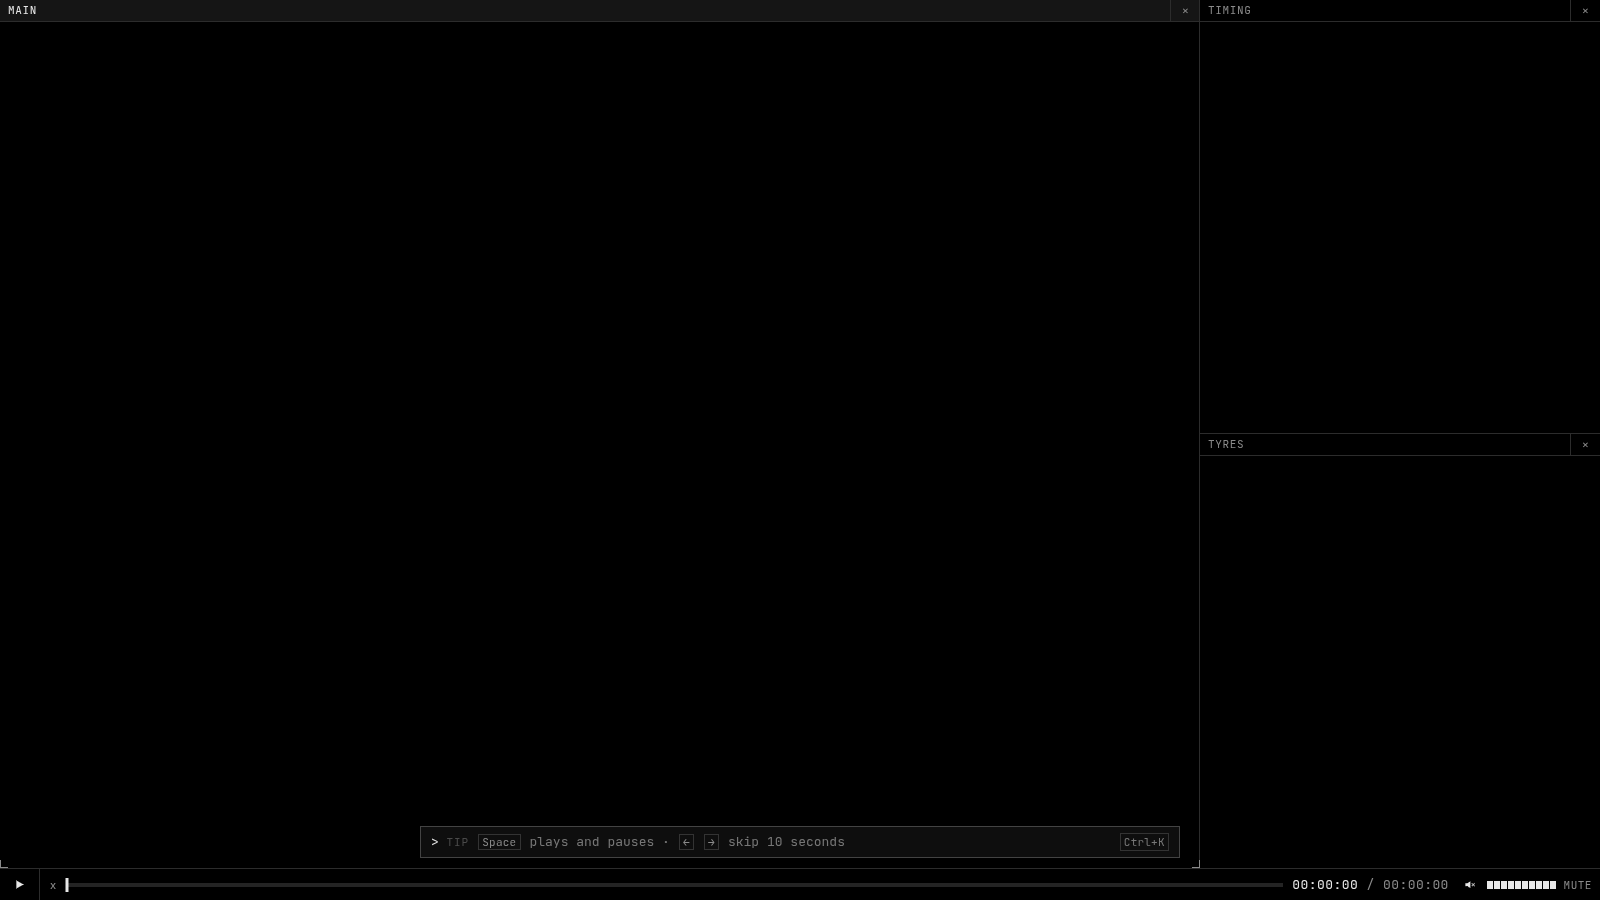 MAIN ×
TIMING ×
TYRES ×
> TIP Space plays and pauses · ← → skip 10 seconds Ctrl+K
x 00:00:00 / 00:00:00 MUTE